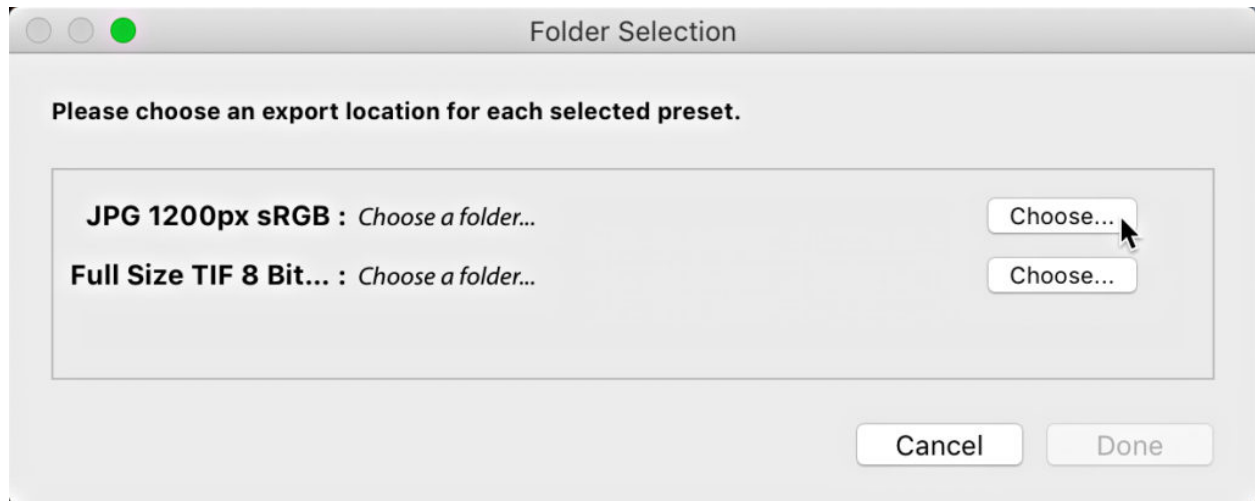 Folder Selection
Please choose an export location for each selected preset.
JPG 1200px sRGB : Choose a folder... Choose...
Full Size TIF 8 Bit... : Choose a folder... Choose...
Cancel Done